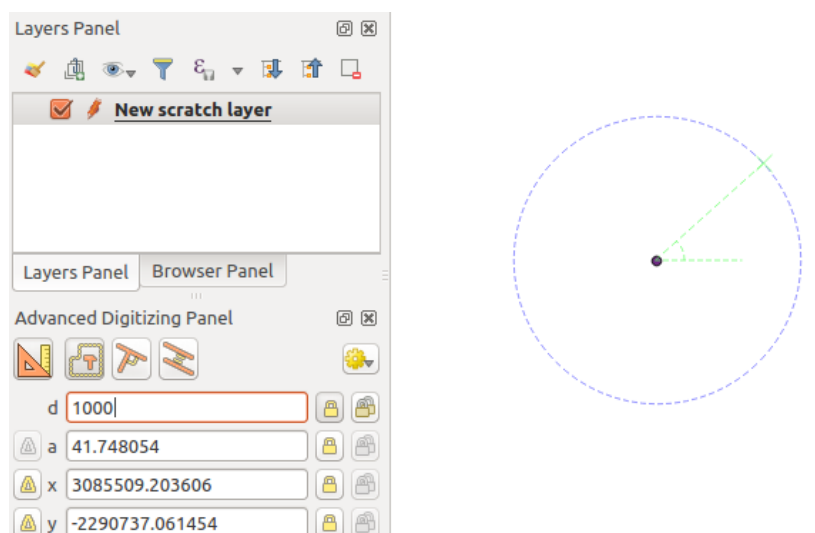 Layers Panel
New scratch layer
Layers Panel Browser Panel
Advanced Digitizing Panel
d 1000
a 41.748054
x 3085509.203606
y -2290737.061454